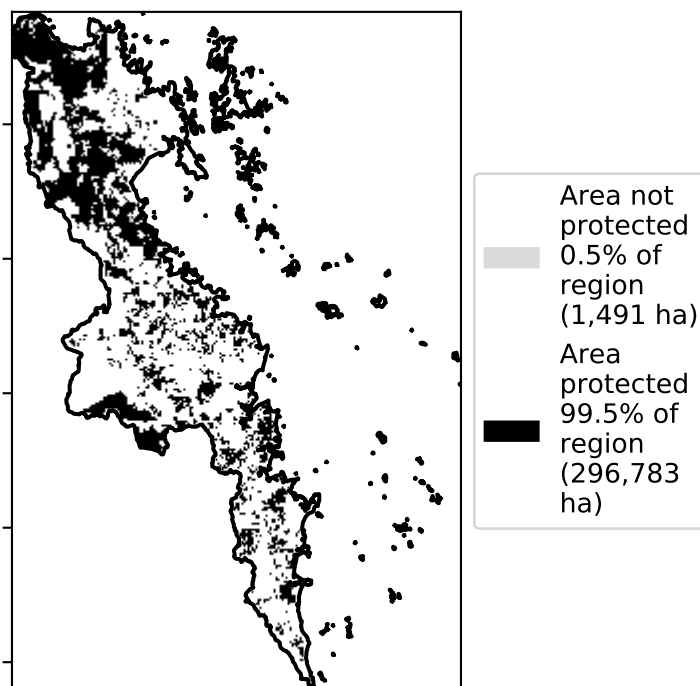 Area not
protected
0.5% of
region
(1,491 ha)
Area
protected
99.5% of
region
(296,783
ha)